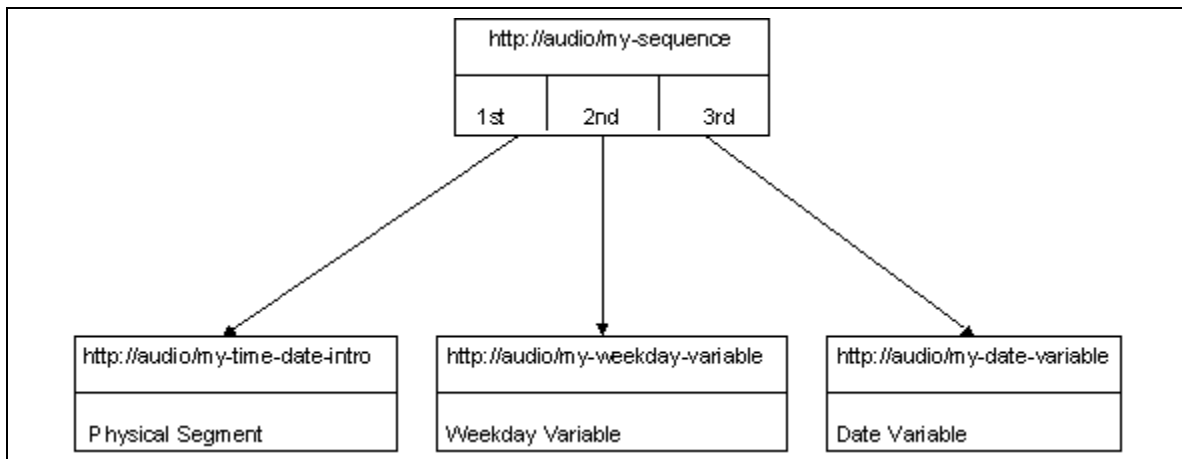 http://audio/my-sequence
1st 2nd 3rd
http://audio/my-time-date-intro
Physical Segment
http://audio/my-weekday-variable
Weekday Variable
http://audio/my-date-variable
Date Variable